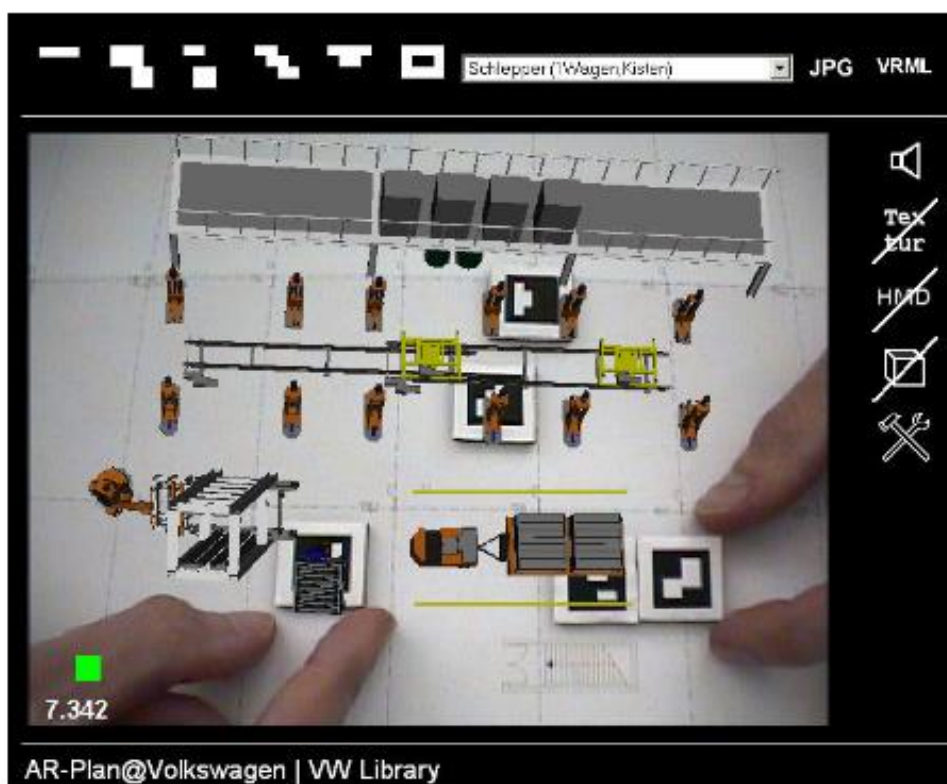 Schlepper (1Wagen,Kisten)
JPG
VRML
Tex
tur
HMD
7.342
AR-Plan@Volkswagen | VW Library